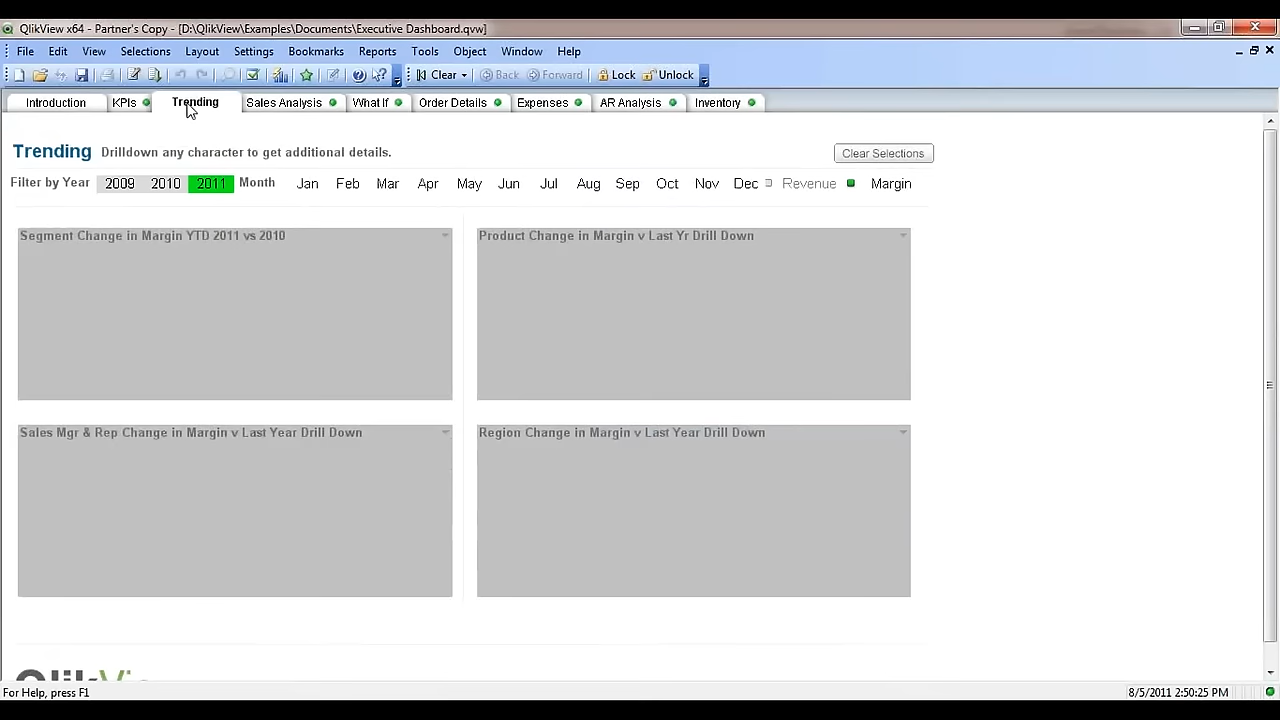 QlikView x64 - Partner's Copy - [D:\QlikView\Examples\Documents\Executive Dashboard.qvw]
File Edit View Selections Layout Settings Bookmarks Reports Tools Object Window Help
Clear Back Forward Lock Unlock
Introduction KPIs Trending Sales Analysis What If Order Details Expenses AR Analysis Inventory
Trending Drilldown any character to get additional details. Clear Selections
Filter by Year 2009 2010 2011 Month Jan Feb Mar Apr May Jun Jul Aug Sep Oct Nov Dec Revenue Margin
Segment Change in Margin YTD 2011 vs 2010
Product Change in Margin v Last Yr Drill Down
Sales Mgr & Rep Change in Margin v Last Year Drill Down
Region Change in Margin v Last Year Drill Down
QlikVi
For Help, press F1 8/5/2011 2:50:25 PM